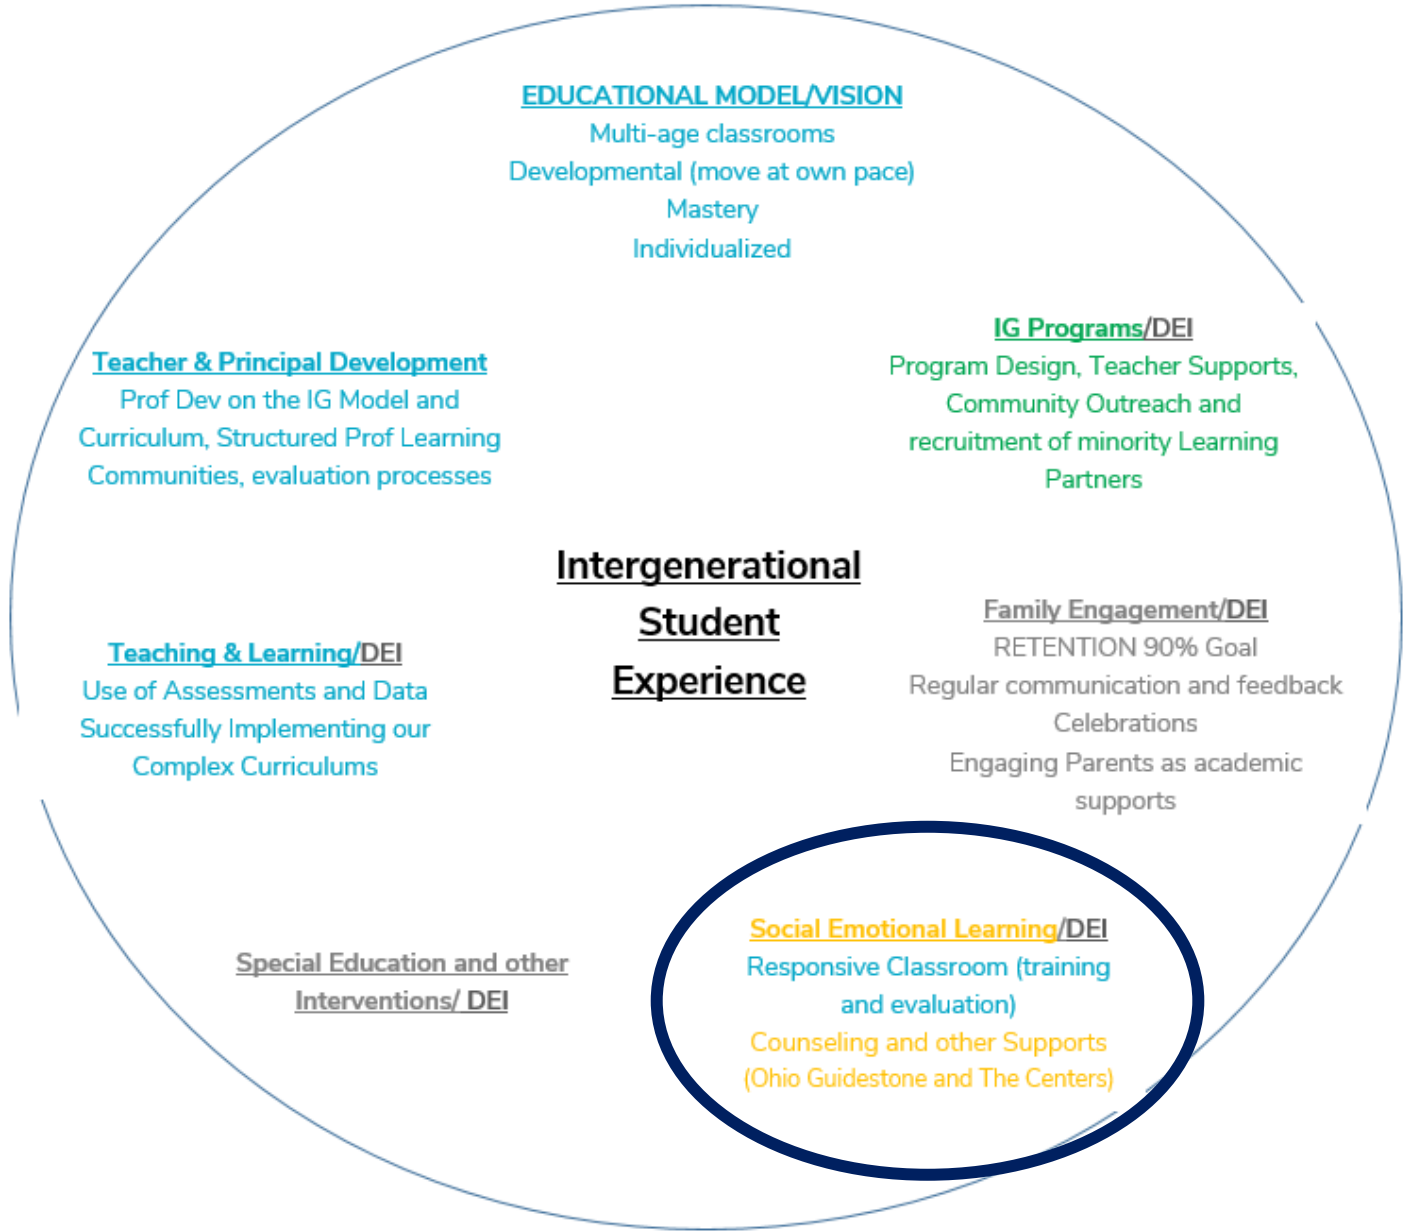 EDUCATIONAL MODEL/VISION
Multi-age classrooms
Developmental (move at own pace)
Mastery
Individualized
IG Programs/DEI
Program Design, Teacher Supports,
Community Outreach and
recruitment of minority Learning
Partners
Teacher & Principal Development
Prof Dev on the IG Model and
Curriculum, Structured Prof Learning
Communities, evaluation processes
Intergenerational
Student
Experience
Family Engagement/DEI
RETENTION 90% Goal
Regular communication and feedback
Celebrations
Engaging Parents as academic
supports
Teaching & Learning/DEI
Use of Assessments and Data
Successfully Implementing our
Complex Curriculums
Social Emotional Learning/DEI
Responsive Classroom (training
and evaluation)
Counseling and other Supports
(Ohio Guidestone and The Centers)
Special Education and other
Interventions/ DEI